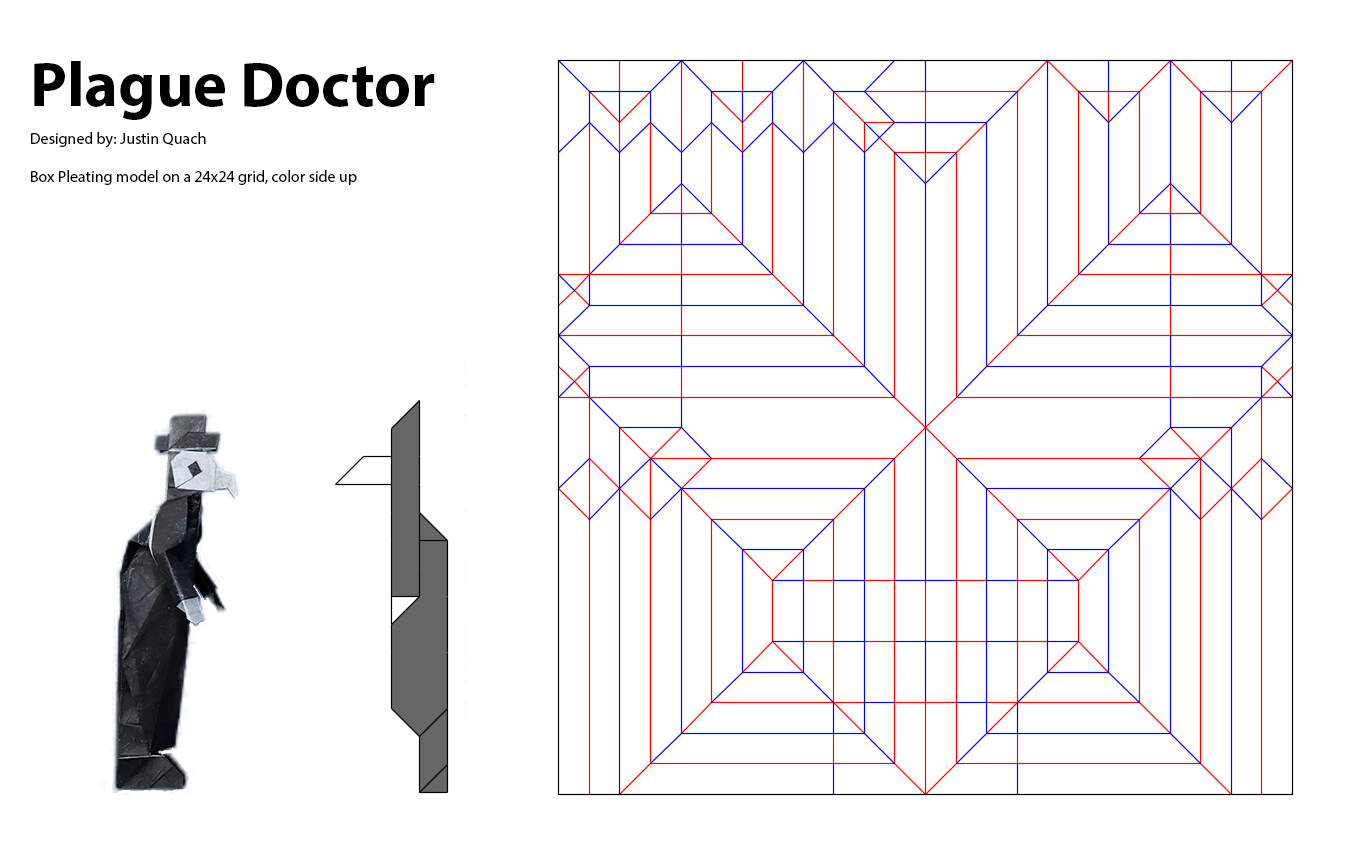 Plague Doctor
Designed by: Justin Quach
Box Pleating model on a 24x24 grid, color side up